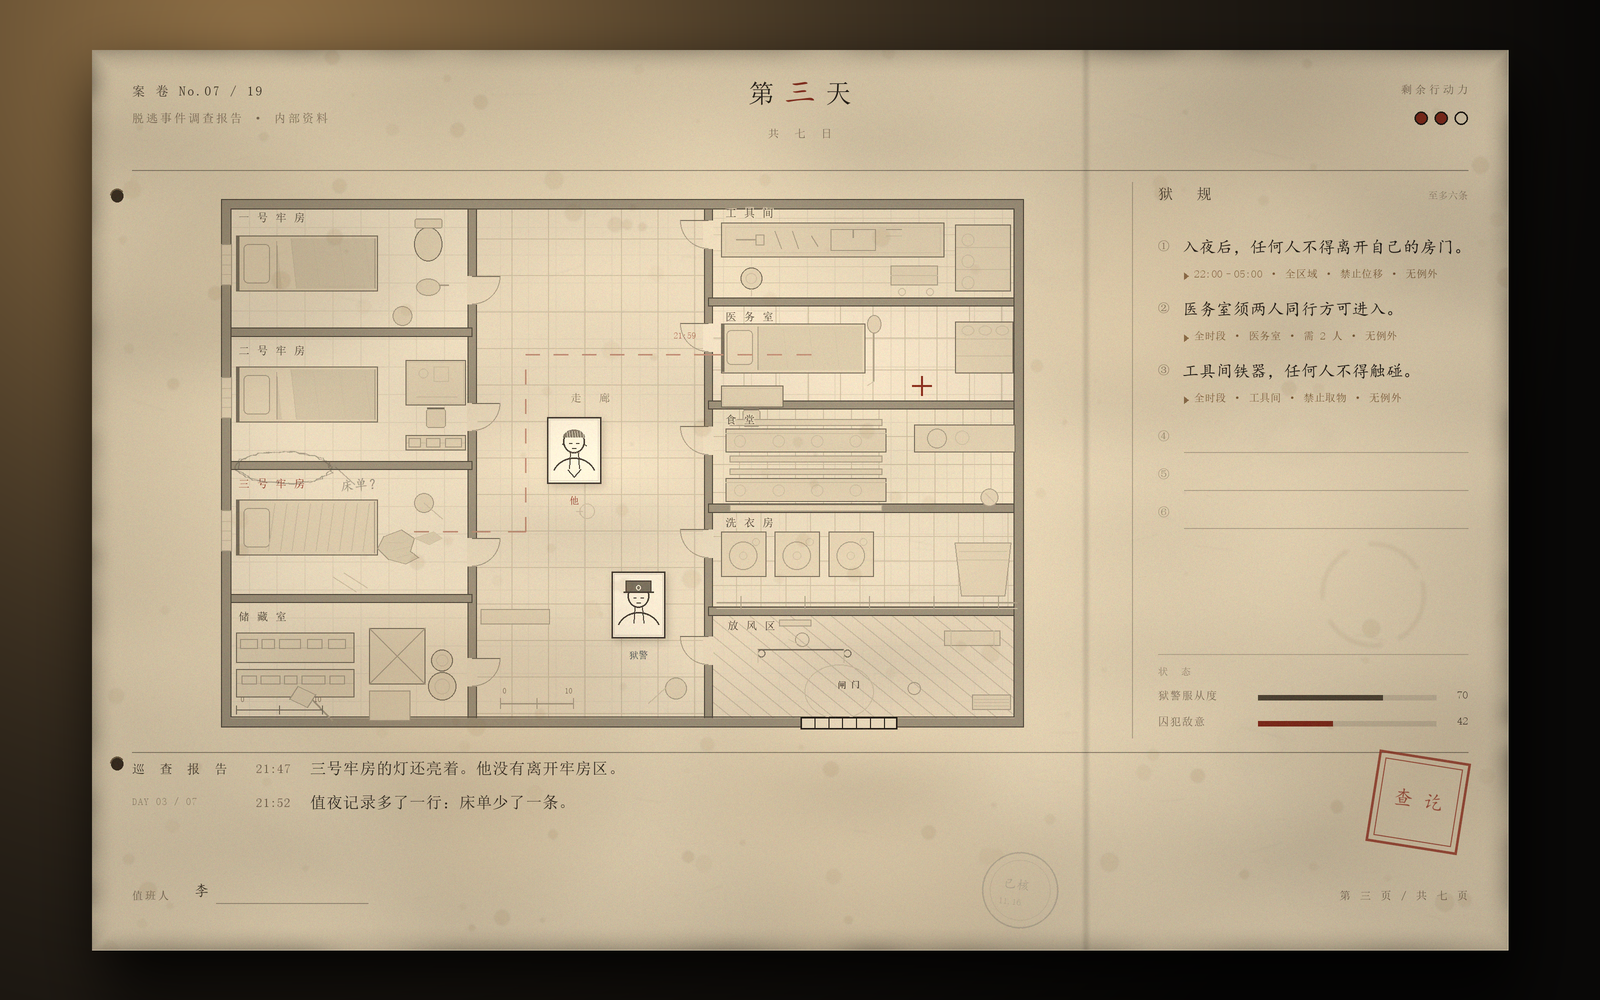 案 卷 No.07 / 19
脱逃事件调查报告 • 内部资料
第 三 天
共 七 日
剩余行动力
一号牢房
二号牢房
三号牢房
床单？
储藏室
0 10
走 廊
21:59
他
狱警
0 10
工具间
医务室
食堂
洗衣房
放风区
闸门
狱 规
至多六条
① 入夜后，任何人不得离开自己的房门。
22:00-05:00 • 全区域 • 禁止位移 • 无例外
② 医务室须两人同行方可进入。
全时段 • 医务室 • 需 2 人 • 无例外
③ 工具间铁器，任何人不得触碰。
全时段 • 工具间 • 禁止取物 • 无例外
④
⑤
⑥
状 态
狱警服从度 70
囚犯敌意 42
巡 查 报 告 21:47 三号牢房的灯还亮着。他没有离开牢房区。
DAY 03 / 07 21:52 值夜记录多了一行：床单少了一条。
查 讫
已核
值班人 李
第 三 页 / 共 七 页